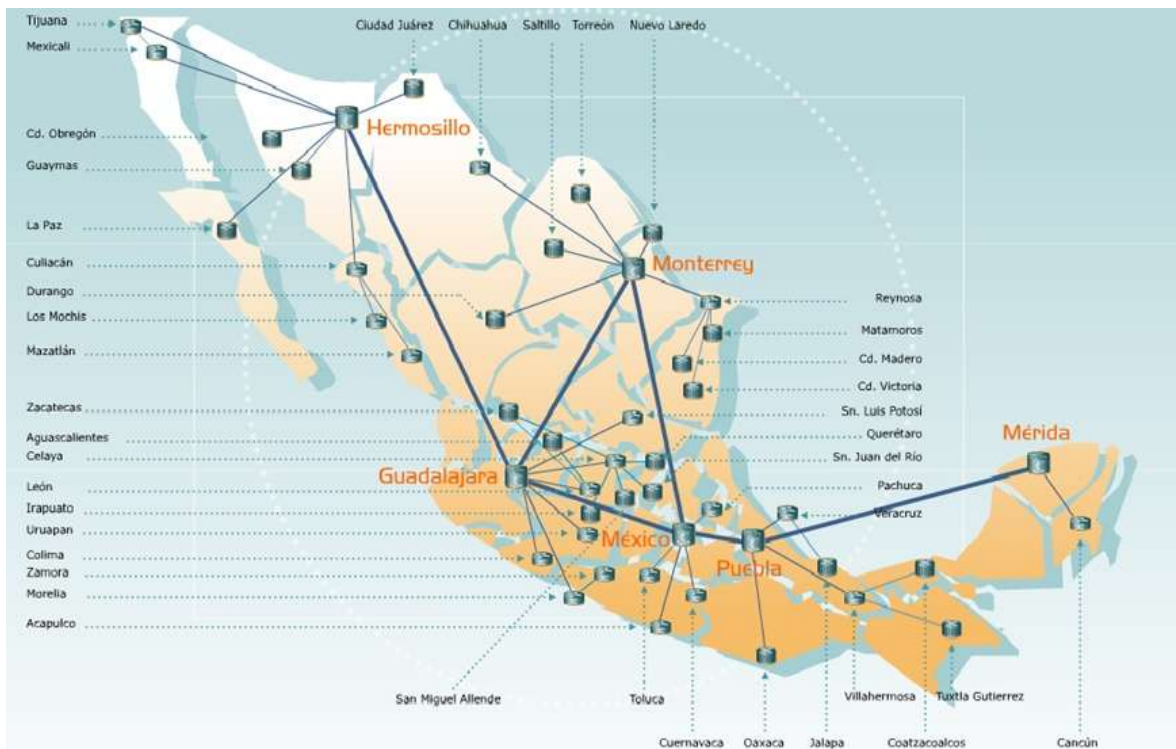 Tijuana
Mexicali
Ciudad Juárez
Chihuahua
Saltillo
Torreón
Nuevo Laredo
Hermosillo
Cd. Obregón
Guaymas
La Paz
Culiacán
Durango
Los Mochis
Mazatlán
Monterrey
Reynosa
Matamoros
Cd. Madero
Cd. Victoria
Zacatecas
Aguascalientes
Celaya
Guadalajara
León
Irapuato
Uruapan
Colima
Zamora
Morelia
Acapulco
Sn. Luis Potosí
Querétaro
Sn. Juan del Río
Pachuca
Veracruz
Mérida
México
Puebla
San Miguel Allende
Toluca
Villahermosa
Tuxtla Gutierrez
Cuernavaca
Oaxaca
Jalapa
Coatzacoalcos
Cancún